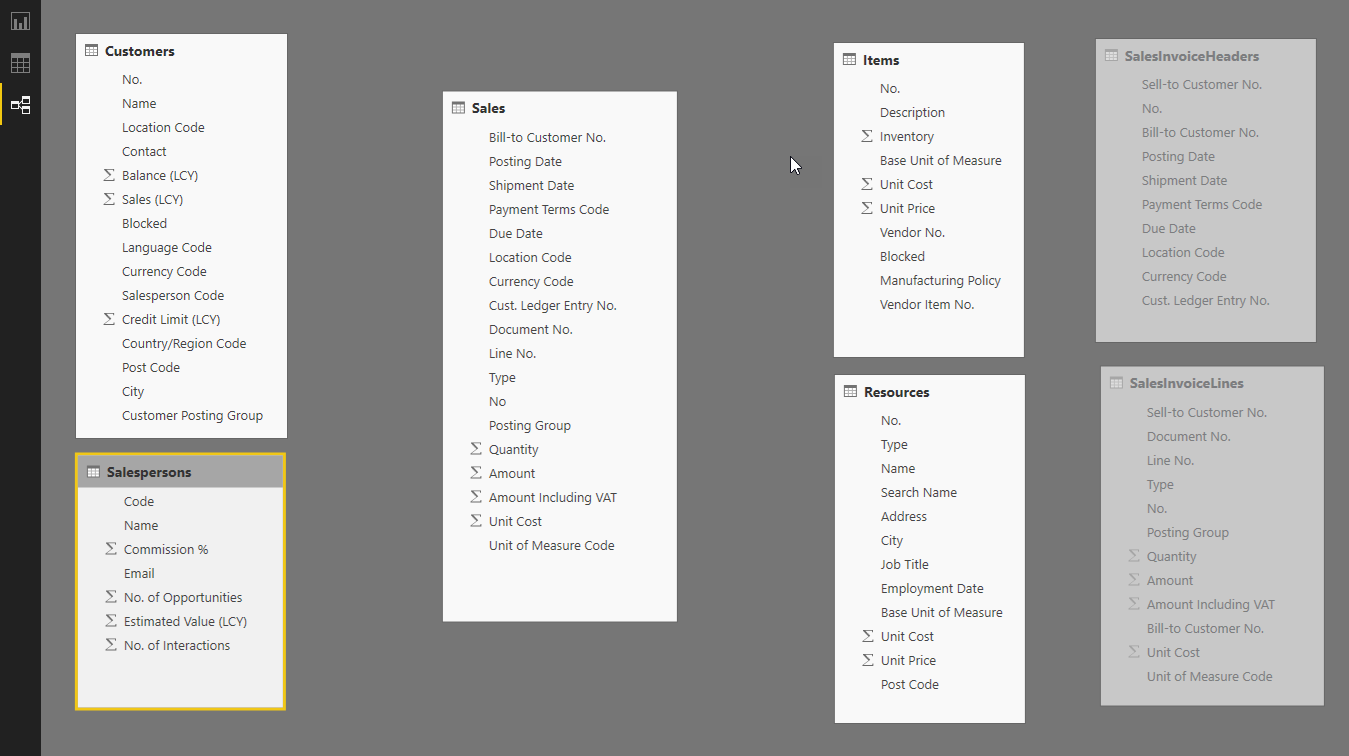 Customers
No.
Name
Location Code
Contact
Balance (LCY)
Sales (LCY)
Blocked
Language Code
Currency Code
Salesperson Code
Credit Limit (LCY)
Country/Region Code
Post Code
City
Customer Posting Group
Salespersons
Code
Name
Commission %
Email
No. of Opportunities
Estimated Value (LCY)
No. of Interactions
Sales
Bill-to Customer No.
Posting Date
Shipment Date
Payment Terms Code
Due Date
Location Code
Currency Code
Cust. Ledger Entry No.
Document No.
Line No.
Type
No
Posting Group
Quantity
Amount
Amount Including VAT
Unit Cost
Unit of Measure Code
Items
No.
Description
Inventory
Base Unit of Measure
Unit Cost
Unit Price
Vendor No.
Blocked
Manufacturing Policy
Vendor Item No.
Resources
No.
Type
Name
Search Name
Address
City
Job Title
Employment Date
Base Unit of Measure
Unit Cost
Unit Price
Post Code
SalesInvoiceHeaders
Sell-to Customer No.
No.
Bill-to Customer No.
Posting Date
Shipment Date
Payment Terms Code
Due Date
Location Code
Currency Code
Cust. Ledger Entry No.
SalesInvoiceLines
Sell-to Customer No.
Document No.
Line No.
Type
No.
Posting Group
Quantity
Amount
Amount Including VAT
Bill-to Customer No.
Unit Cost
Unit of Measure Code